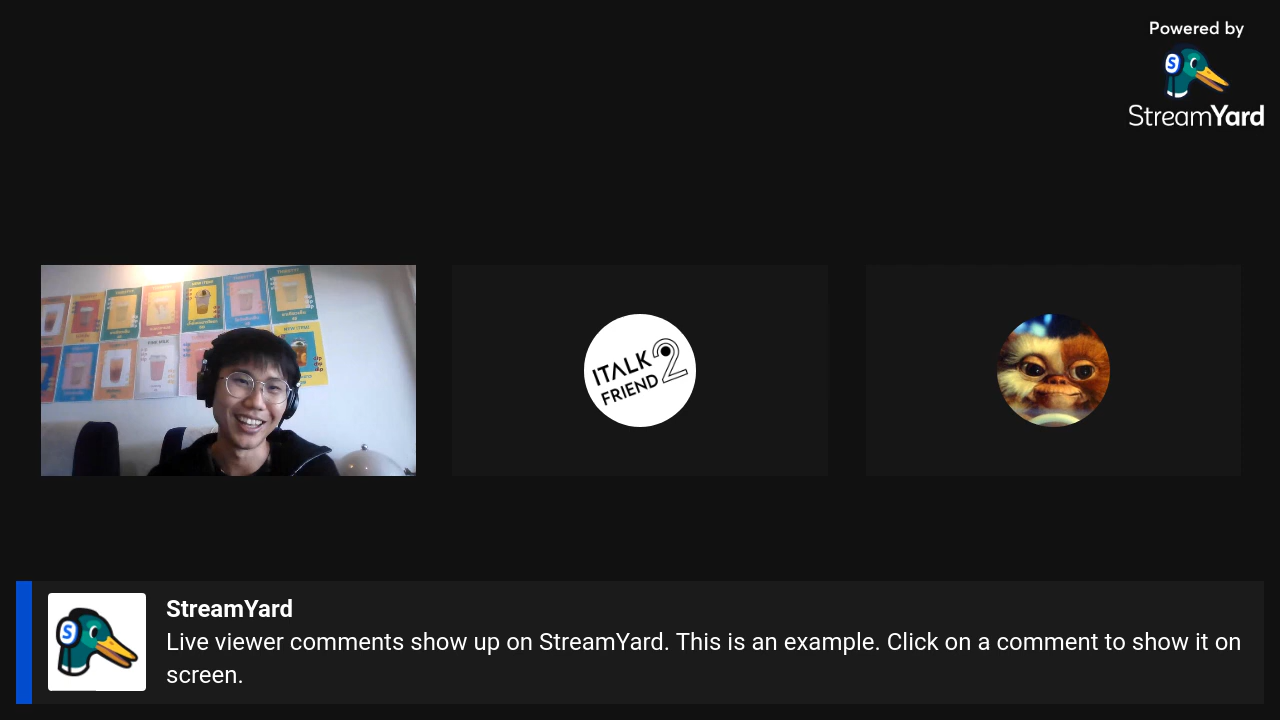 Powered by
StreamYard
ITALK 2
FRIEND
StreamYard
Live viewer comments show up on StreamYard. This is an example. Click on a comment to show it on
screen.